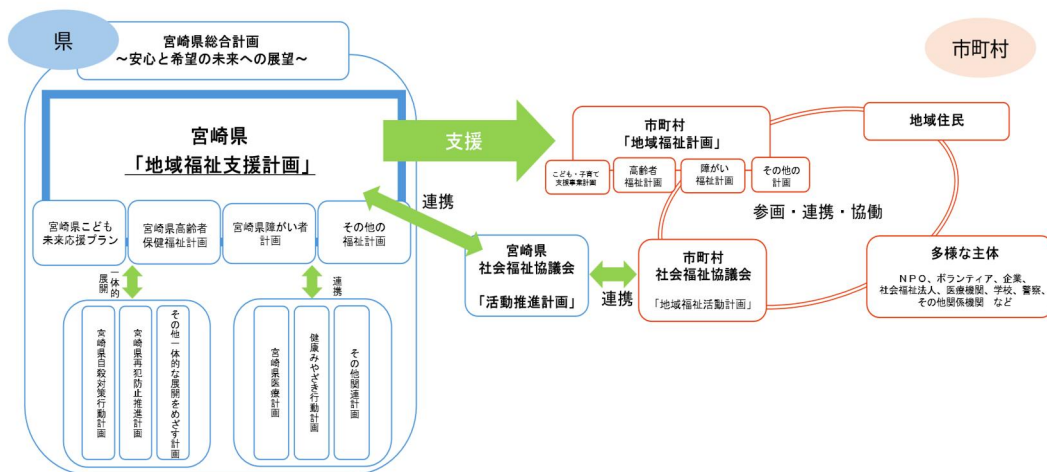 県
宮崎県総合計画
～安心と希望の未来への展望～
宮崎県
「地域福祉支援計画」
宮崎県こども
未来応援プラン
宮崎県高齢者
保健福祉計画
宮崎県障がい者
計画
その他の
福祉計画
一体的
展開
連携
宮崎県自殺対策行動計画
宮崎県再犯防止推進計画
その他一体的な展開をめざす計画
宮崎県医療計画
健康みやざき行動計画
その他関連計画
支援
連携
宮崎県
社会福祉協議会
「活動推進計画」
連携
市町村
市町村
「地域福祉計画」
こども・子育て
支援事業計画
高齢者
福祉計画
障がい
福祉計画
その他の
計画
地域住民
参画・連携・協働
市町村
社会福祉協議会
「地域福祉活動計画」
多様な主体
ＮＰＯ、ボランティア、企業、
社会福祉法人、医療機関、学校、警察、
その他関係機関　など